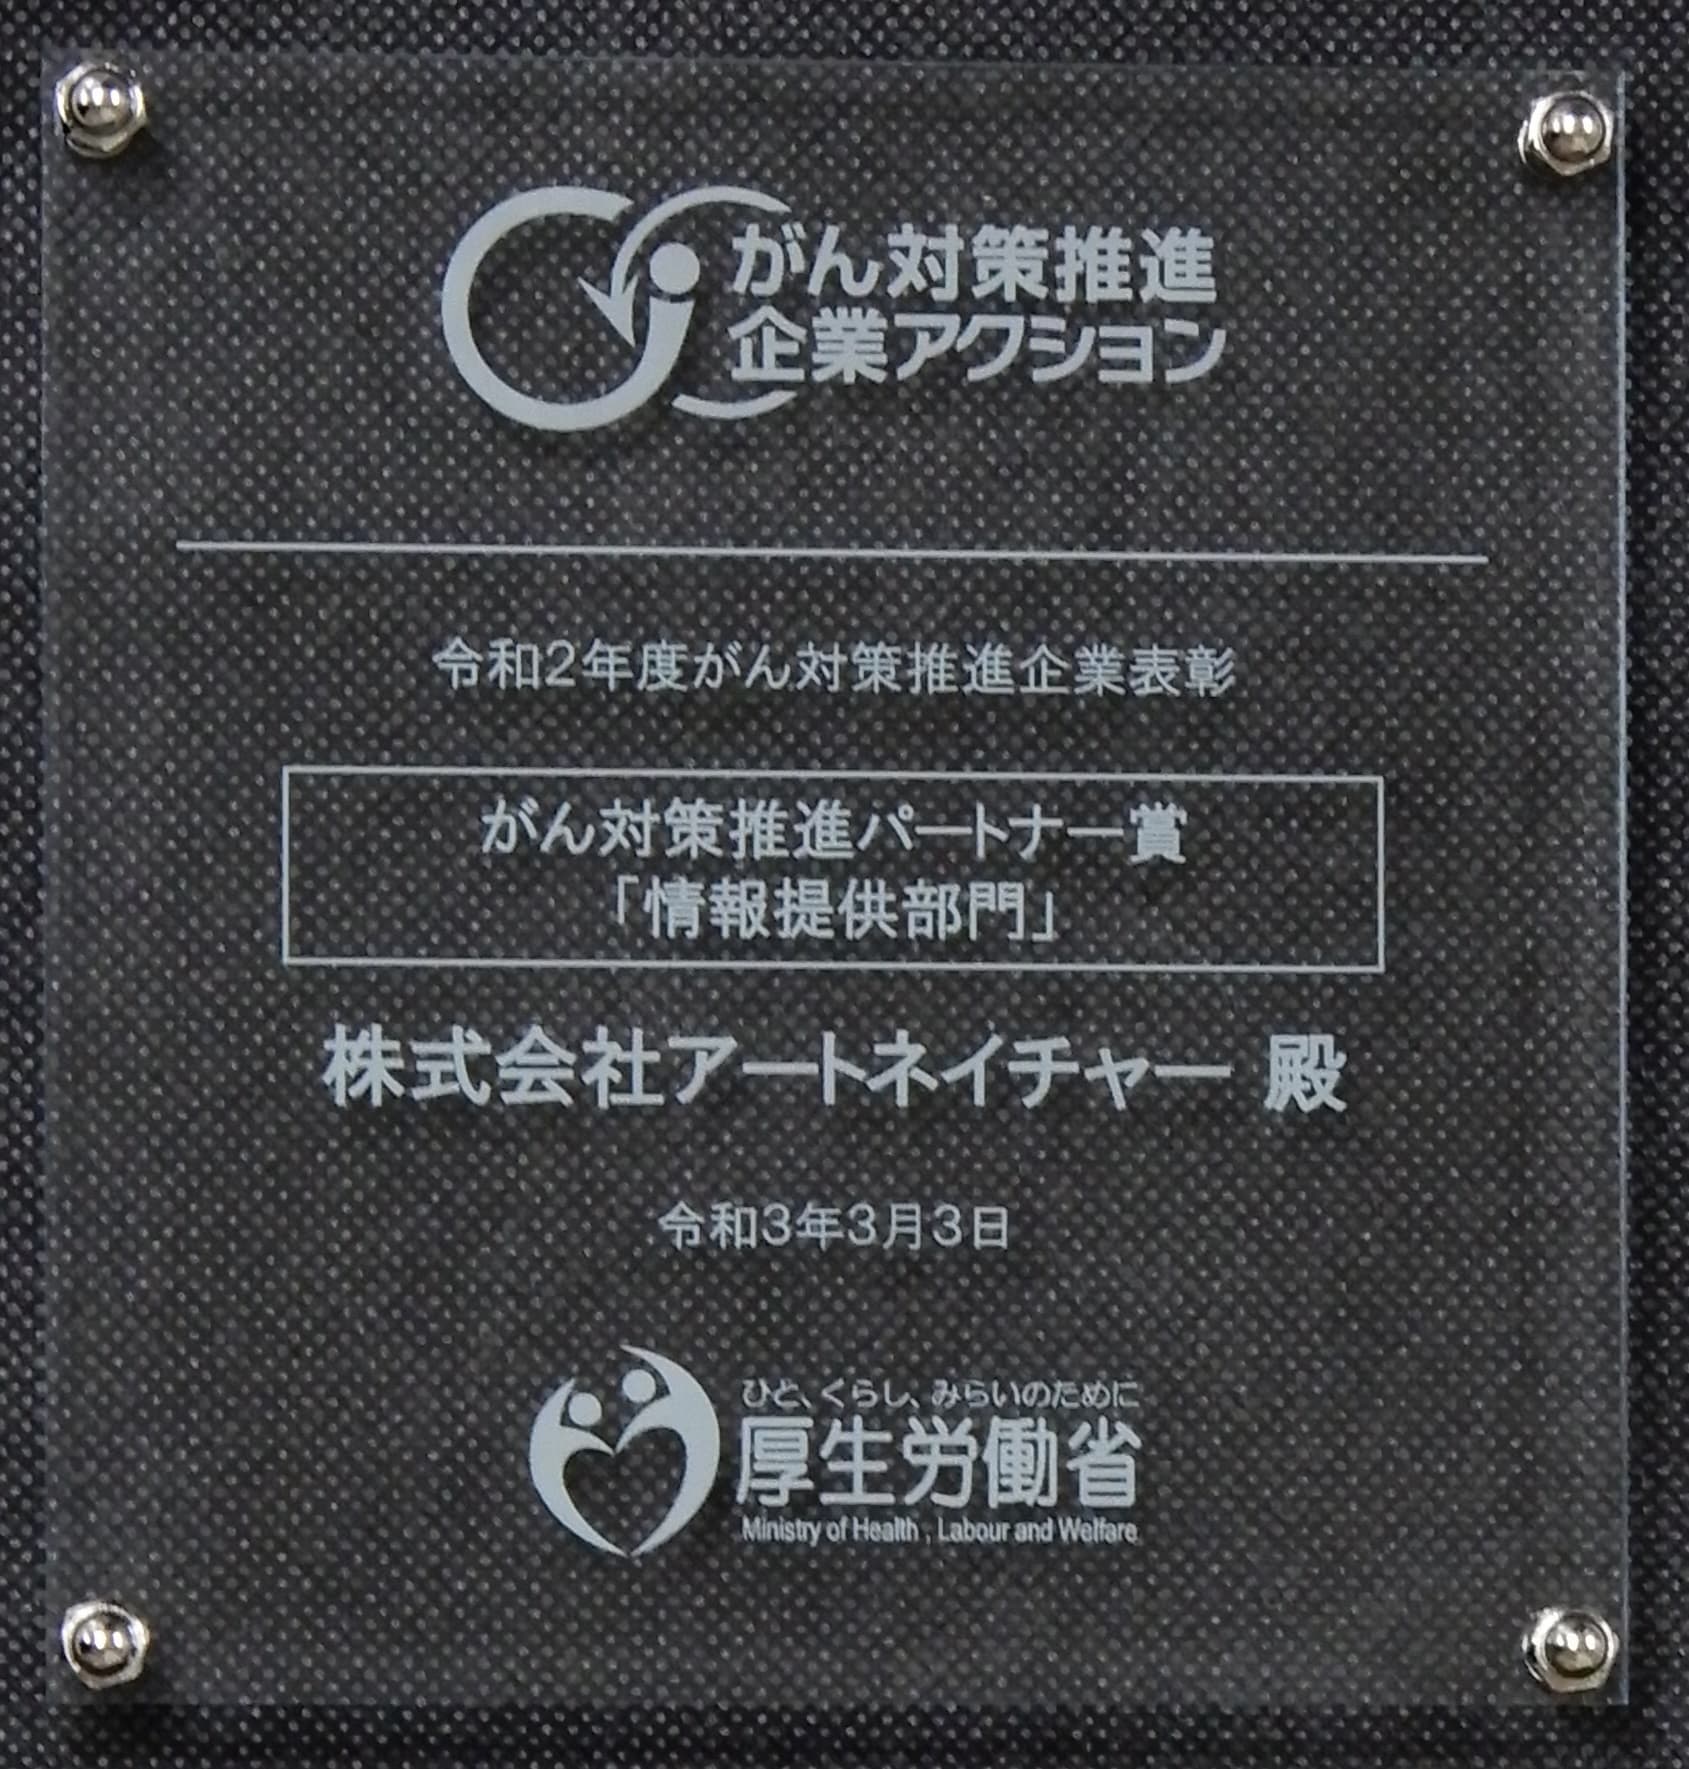 がん対策推進
企業アクション
令和2年度がん対策推進企業表彰
がん対策推進パートナー賞
「情報提供部門」
株式会社アートネイチャー 殿
令和3年3月3日
ひと、くらし、みらいのために
厚生労働省
Ministry of Health , Labour and Welfare